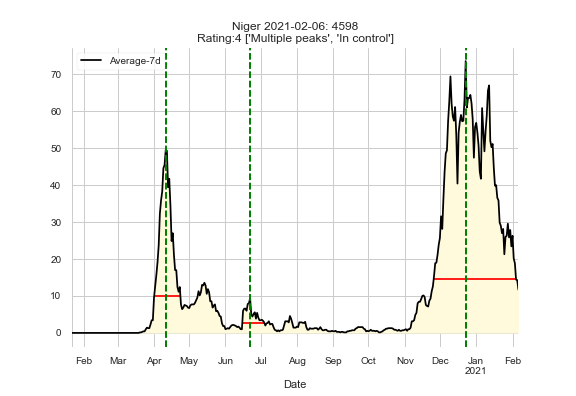 Niger 2021-02-06: 4598
Rating:4 ['Multiple peaks', 'In control']
Average-7d
70
60
50
40
30
20
10
0
Feb Mar Apr May Jun Jul Aug Sep Oct Nov Dec Jan Feb
2021
Date